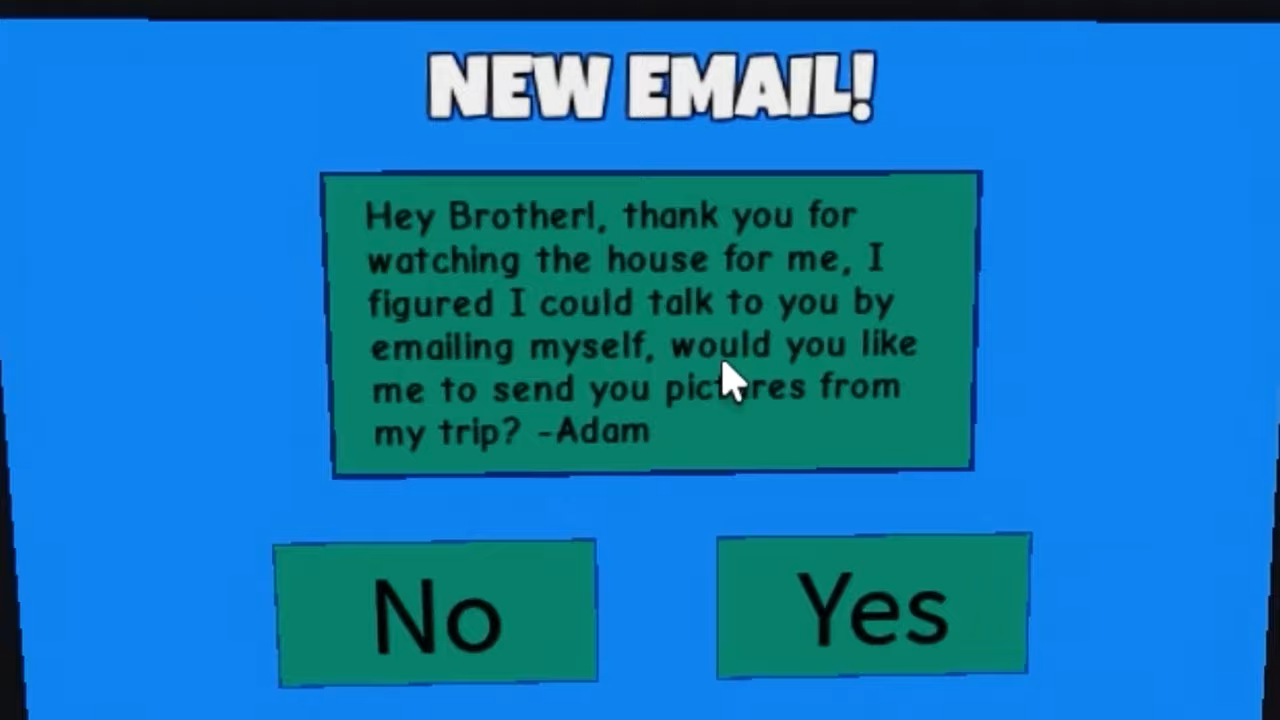 NEW EMAIL!
Hey Brother!, thank you for
watching the house for me, I
figured I could talk to you by
emailing myself, would you like
me to send you pictures from
my trip? -Adam
No
Yes